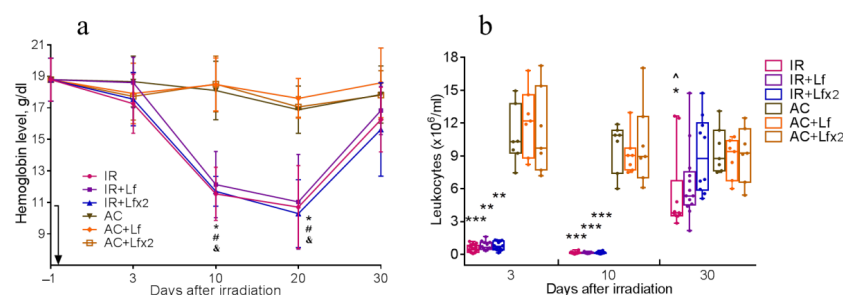 a
Hemoglobin level, g/dl
21
19
17
15
13
11
9
IR
IR+Lf
IR+Lfx2
AC
AC+Lf
AC+Lfx2
*
#
&
*
#
&
–1
3
10
20
30
Days after irradiation
b
Leukocytes (x10⁶/ml)
18
15
12
9
6
3
0
***
**
**
***
***
***
^
*
IR
IR+Lf
IR+Lfx2
AC
AC+Lf
AC+Lfx2
3
10
30
Days after irradiation